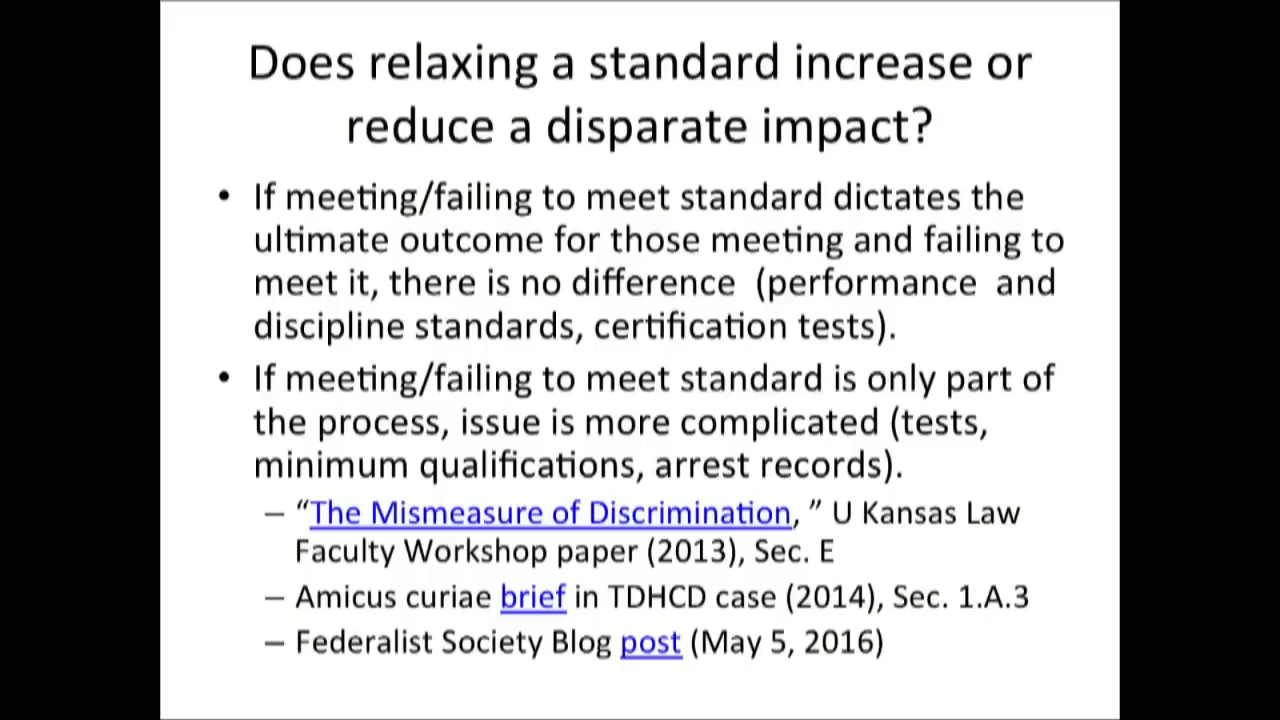 Does relaxing a standard increase or
reduce a disparate impact?
• If meeting/failing to meet standard dictates the
ultimate outcome for those meeting and failing to
meet it, there is no difference (performance and
discipline standards, certification tests).
• If meeting/failing to meet standard is only part of
the process, issue is more complicated (tests,
minimum qualifications, arrest records).
– “The Mismeasure of Discrimination, ” U Kansas Law
Faculty Workshop paper (2013), Sec. E
– Amicus curiae brief in TDHCD case (2014), Sec. 1.A.3
– Federalist Society Blog post (May 5, 2016)